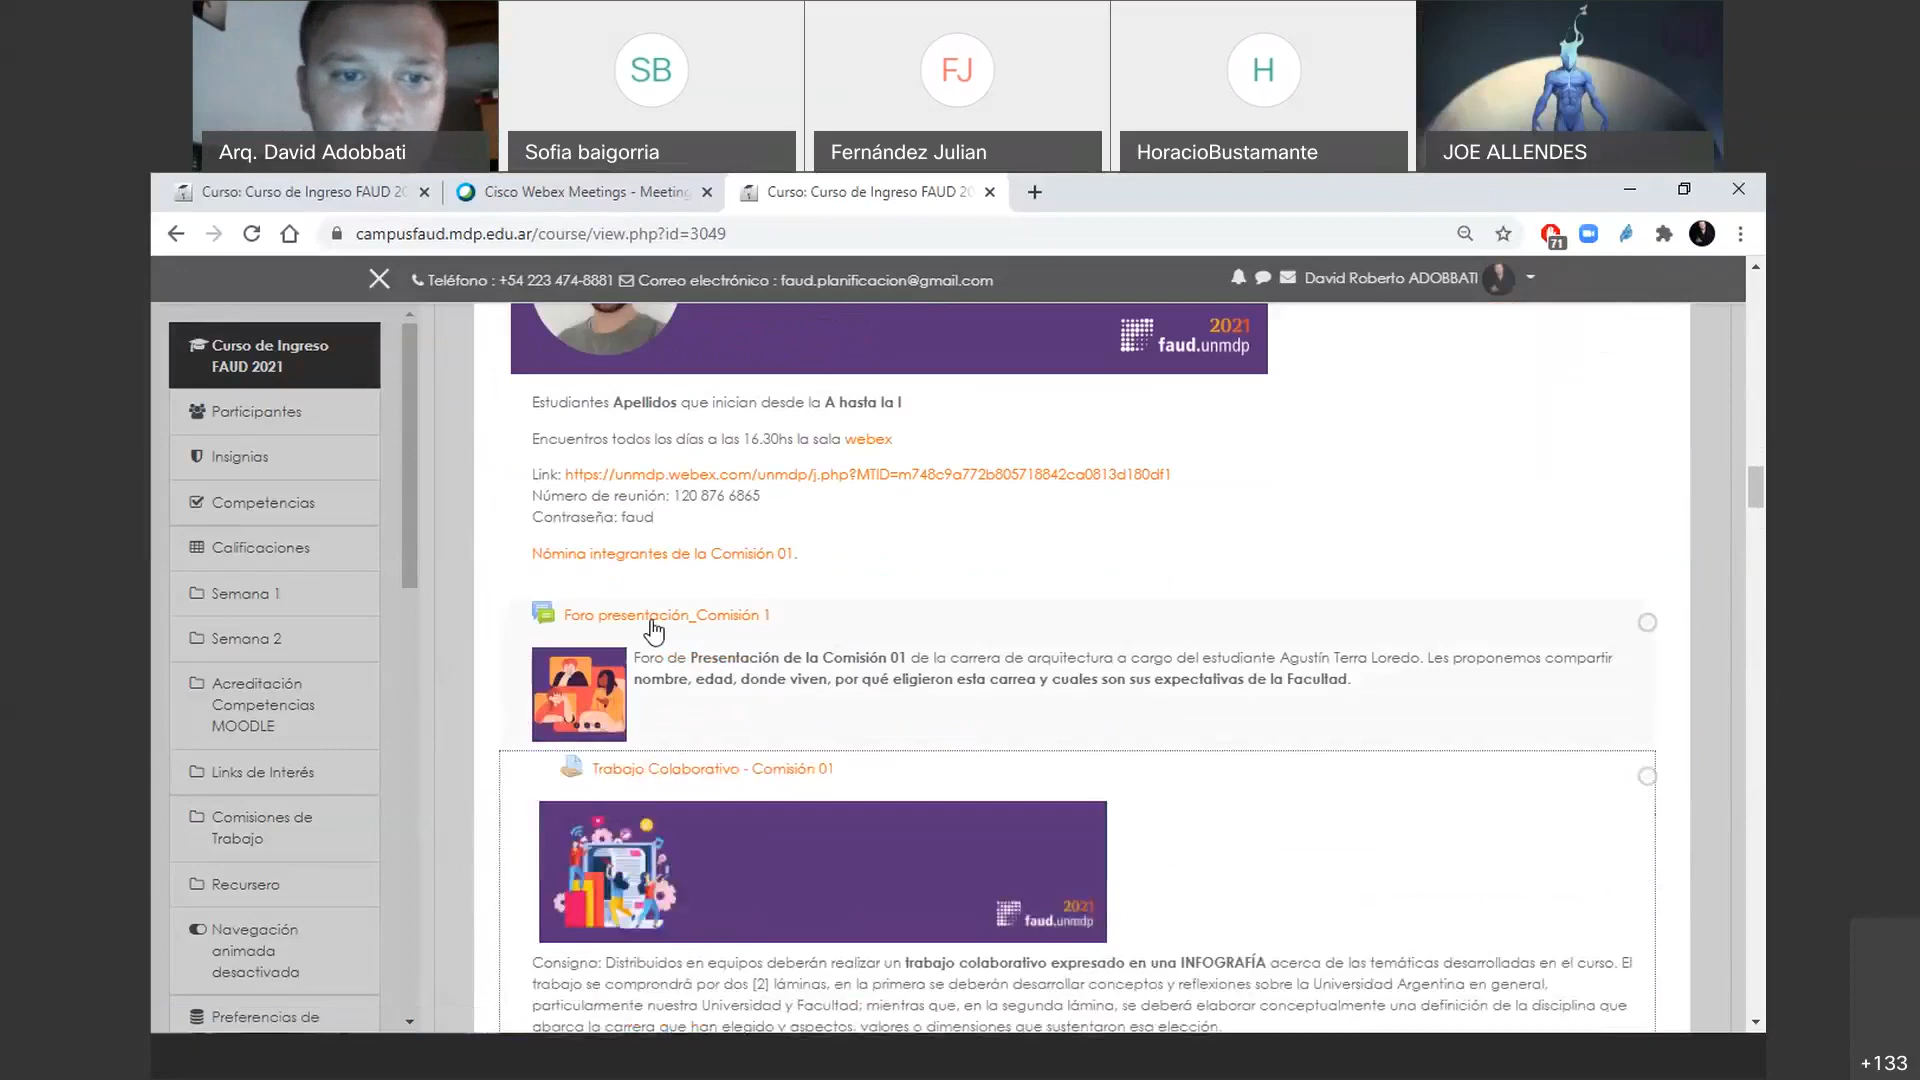 SB
FJ
H
Arq. David Adobbati
Sofia baigorria
Fernández Julian
HoracioBustamante
JOE ALLENDES
Curso: Curso de Ingreso FAUD 20
Cisco Webex Meetings - Meeting
Curso: Curso de Ingreso FAUD 20
campusfaud.mdp.edu.ar/course/view.php?id=3049
71
Teléfono : +54 223 474-8881 Correo electrónico : faud.planificacion@gmail.com
David Roberto ADOBBATI
Curso de Ingreso
FAUD 2021
Participantes
Insignias
Competencias
Calificaciones
Semana 1
Semana 2
Acreditación
Competencias
MOODLE
Links de Interés
Comisiones de
Trabajo
Recursero
Navegación
animada
desactivada
Preferencias de
2021
faud.unmdp
Estudiantes Apellidos que inician desde la A hasta la I
Encuentros todos los días a las 16.30hs la sala webex
Link: https://unmdp.webex.com/unmdp/j.php?MTID=m748c9a772b805718842ca0813d180df1
Número de reunión: 120 876 6865
Contraseña: faud
Nómina integrantes de la Comisión 01.
Foro presentación_Comisión 1
Foro de Presentación de la Comisión 01 de la carrera de arquitectura a cargo del estudiante Agustín Terra Loredo. Les proponemos compartir
nombre, edad, donde viven, por qué eligieron esta carrea y cuales son sus expectativas de la Facultad.
Trabajo Colaborativo - Comisión 01
2021
faud.unmdp
Consigna: Distribuidos en equipos deberán realizar un trabajo colaborativo expresado en una INFOGRAFÍA acerca de las temáticas desarrolladas en el curso. El
trabajo se comprondrá por dos [2] láminas, en la primera se deberán desarrollar conceptos y reflexiones sobre la Universidad Argentina en general,
particularmente nuestra Universidad y Facultad; mientras que, en la segunda lámina, se deberá elaborar conceptualmente una definición de la disciplina que
abarca la carrera que han elegido y aspectos, valores o dimensiones que sustentaron esa elección.
+133